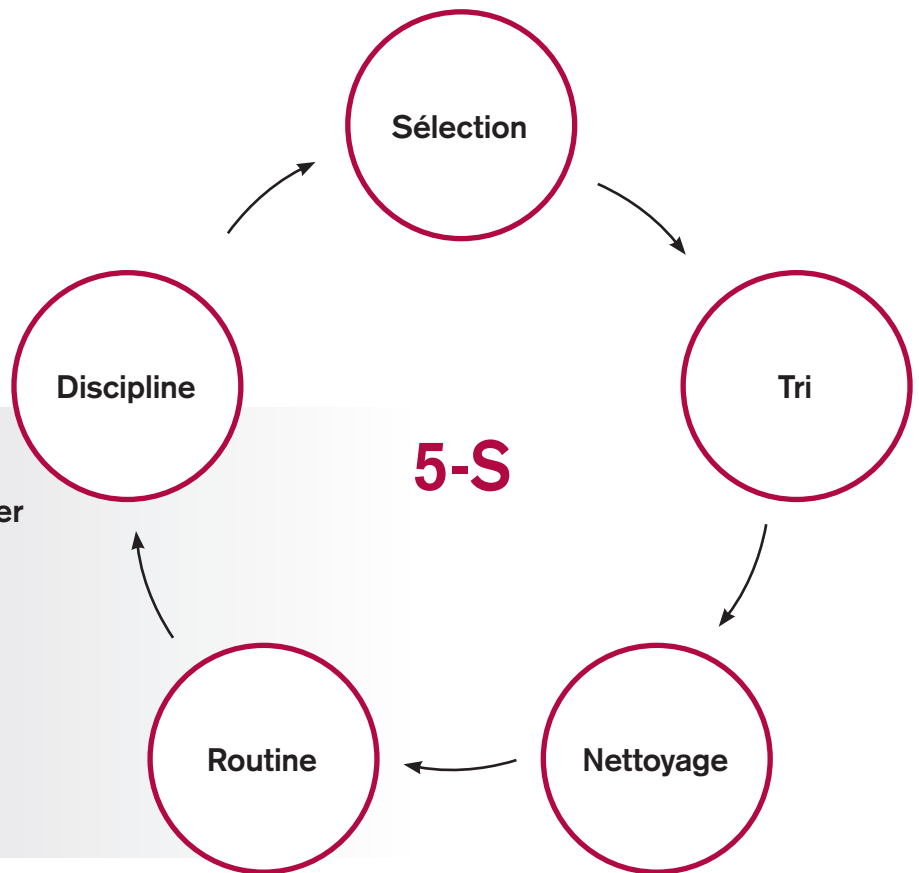 Sélection
Tri
Discipline
5-S
er
Nettoyage
Routine